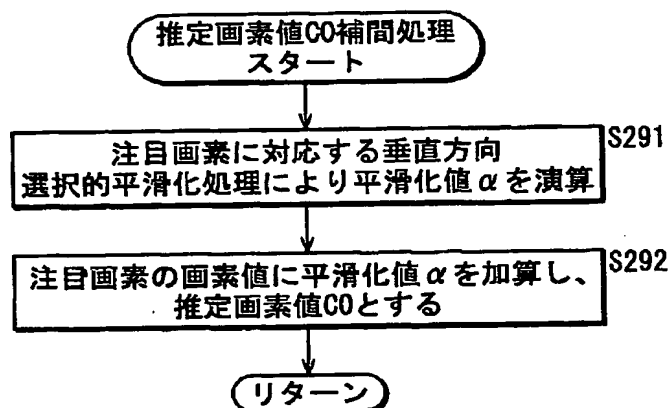 推定画素値CO補間処理
スタート
S291
注目画素に対応する垂直方向
選択的平滑化処理により平滑化値αを演算
S292
注目画素の画素値に平滑化値αを加算し、
推定画素値COとする
リターン